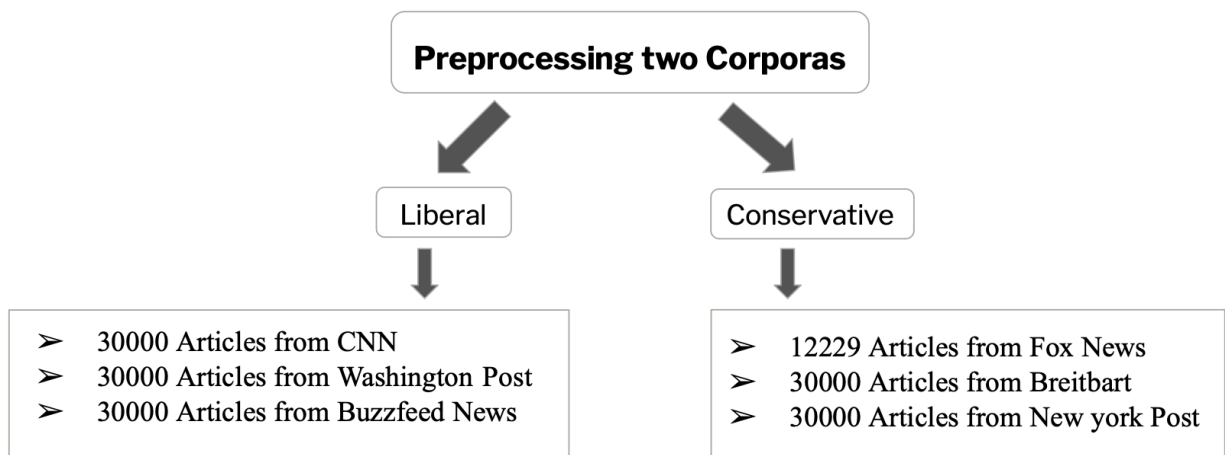 Preprocessing two Corporas
Liberal
Conservative
➢ 30000 Articles from CNN
➢ 30000 Articles from Washington Post
➢ 30000 Articles from Buzzfeed News
➢ 12229 Articles from Fox News
➢ 30000 Articles from Breitbart
➢ 30000 Articles from New york Post